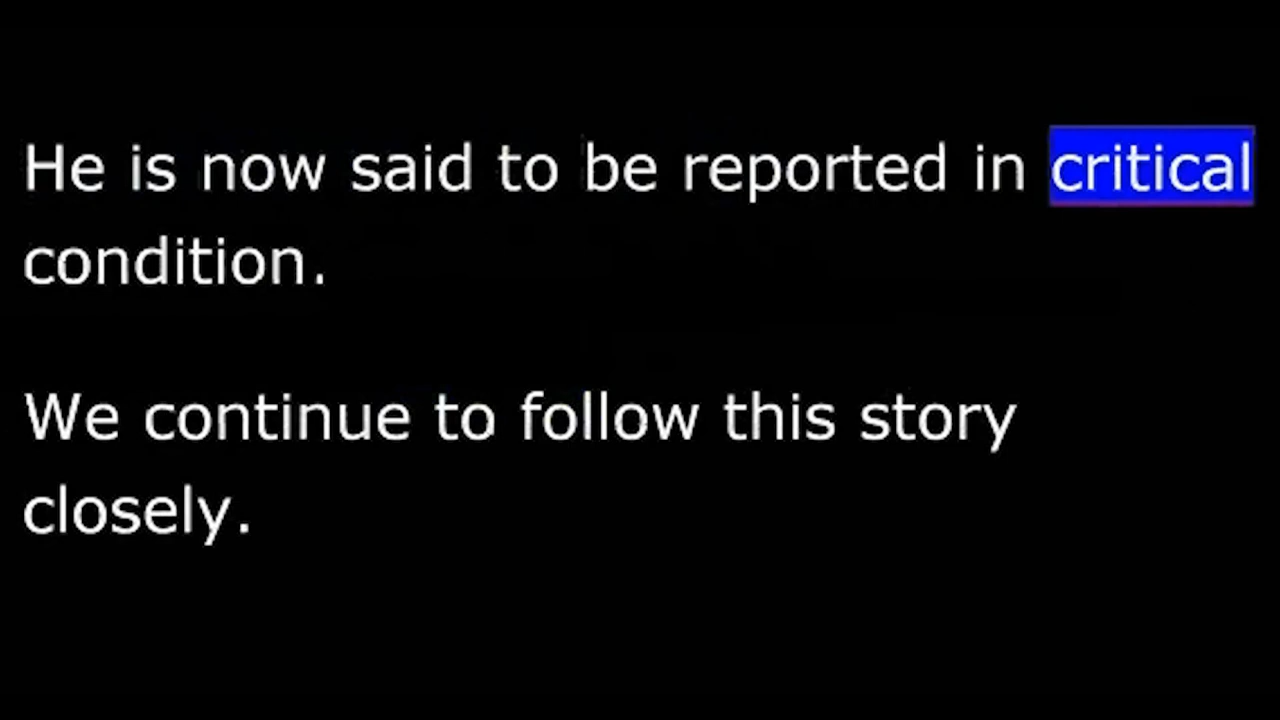 He is now said to be reported in critical
condition.
We continue to follow this story
closely.